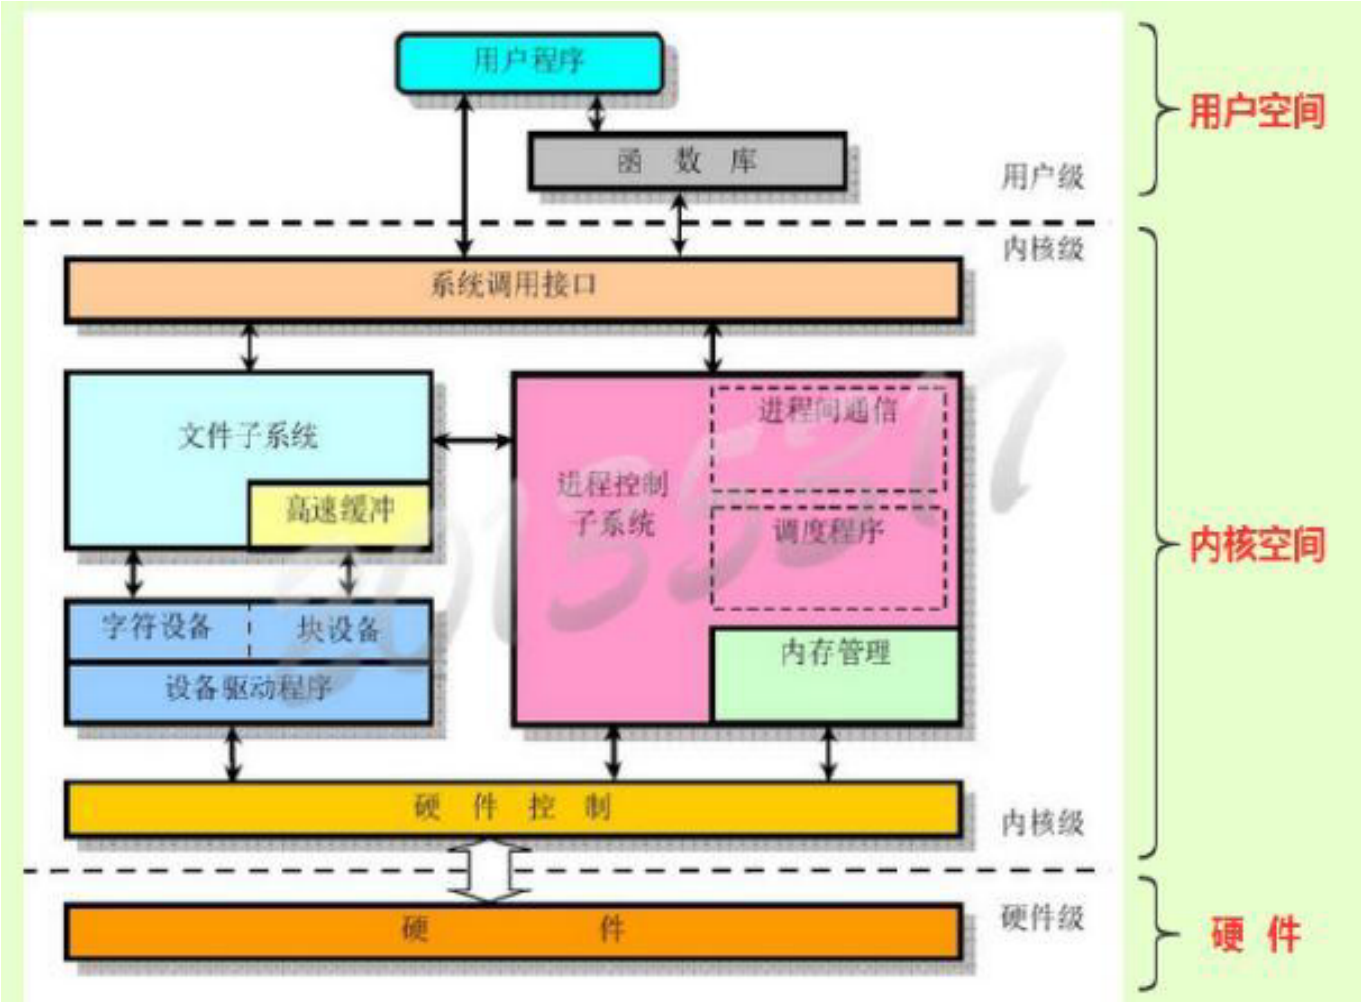 用户程序
用户空间
函 数 库
用户级
内核级
系统调用接口
文件子系统
高速缓冲
进程控制
子系统
进程间通信
调度程序
内核空间
字符设备
块设备
设备驱动程序
内存管理
硬 件 控 制
内核级
硬件级
硬 件
硬 件